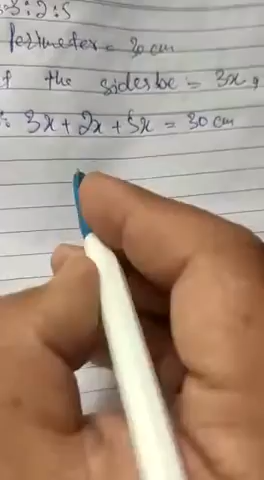 3:2:5
Perimeter = 30 cm
the sides be = 3x,
3x + 2x + 5x = 30 cm